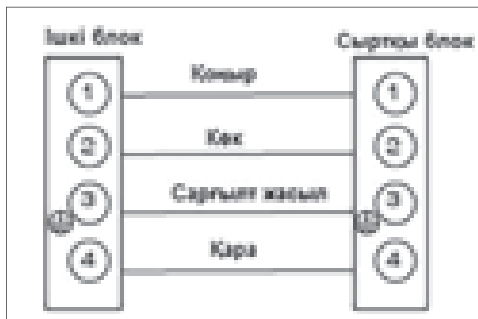 Ішкі блок
Сыртқы блок
1 Қоңыр 1
2 Көк 2
3 Сарғылт жасыл 3
4 Қара 4